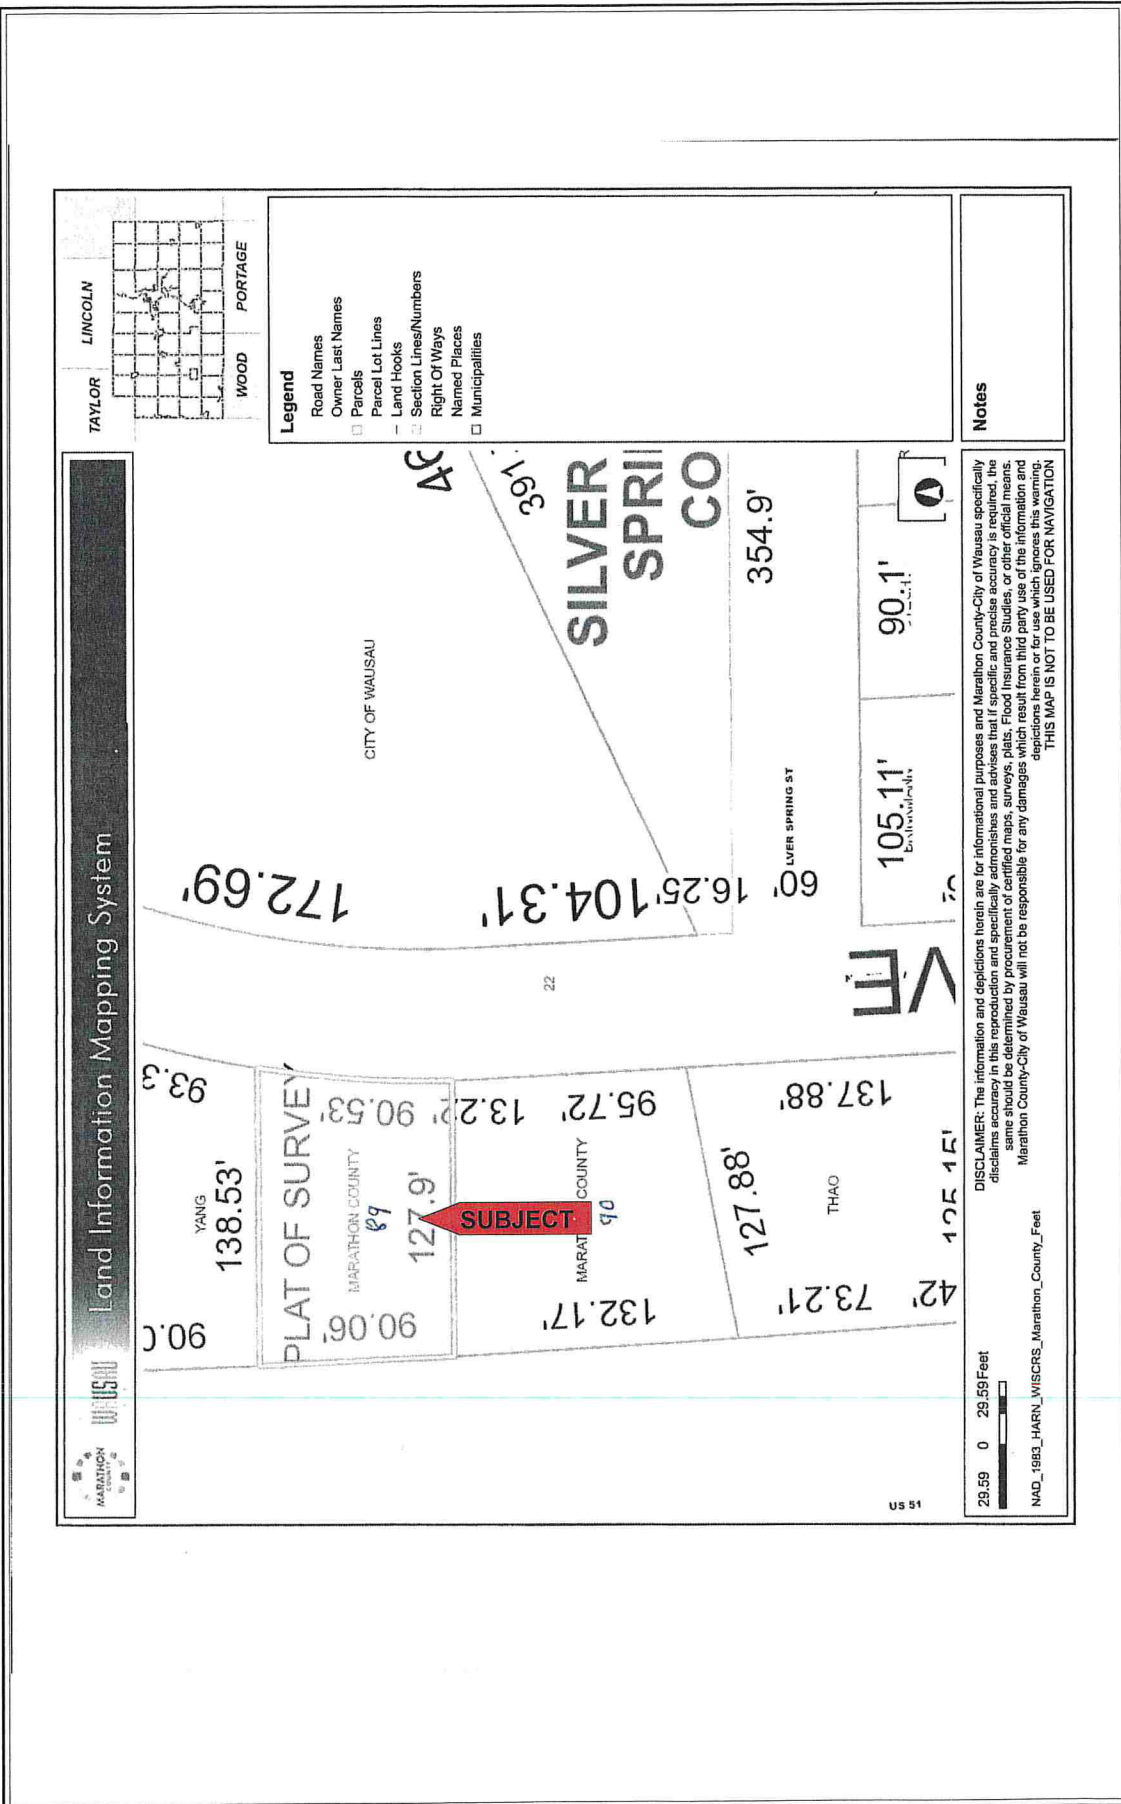 MARATHON
COUNTY
WAUSAU
Land Information Mapping System
TAYLOR
LINCOLN
WOOD
PORTAGE
Legend
Road Names
Owner Last Names
Parcels
Parcel Lot Lines
Land Hooks
Section Lines/Numbers
Right Of Ways
Named Places
Municipalities
Notes
YANG
138.53'
PLAT OF SURVEY
MARATHON COUNTY
89
90.06'
90.53'
127.9'
SUBJECT
90
132.17'
95.72'
127.88'
THAO
73.21'
137.88'
42'
US 51
22
172.69'
104.31'
16.25'
60'
CITY OF WAUSAU
SILVER
354.9'
105.11'
90.1'
29.59 0 29.59 Feet
NAD_1983_HARN_WISCRS_Marathon_County_Feet
DISCLAIMER: The information and depictions herein are for informational purposes and Marathon County-City of Wausau specifically
disclaims accuracy in this reproduction and specifically admonishes and advises that if specific and precise accuracy is required, the
same should be determined by procurement of certified maps, surveys, plats, Flood Insurance Studies, or other official means.
Marathon County-City of Wausau will not be responsible for any damages which result from third party use of the information and
depictions herein or for use which ignores this warning.
THIS MAP IS NOT TO BE USED FOR NAVIGATION